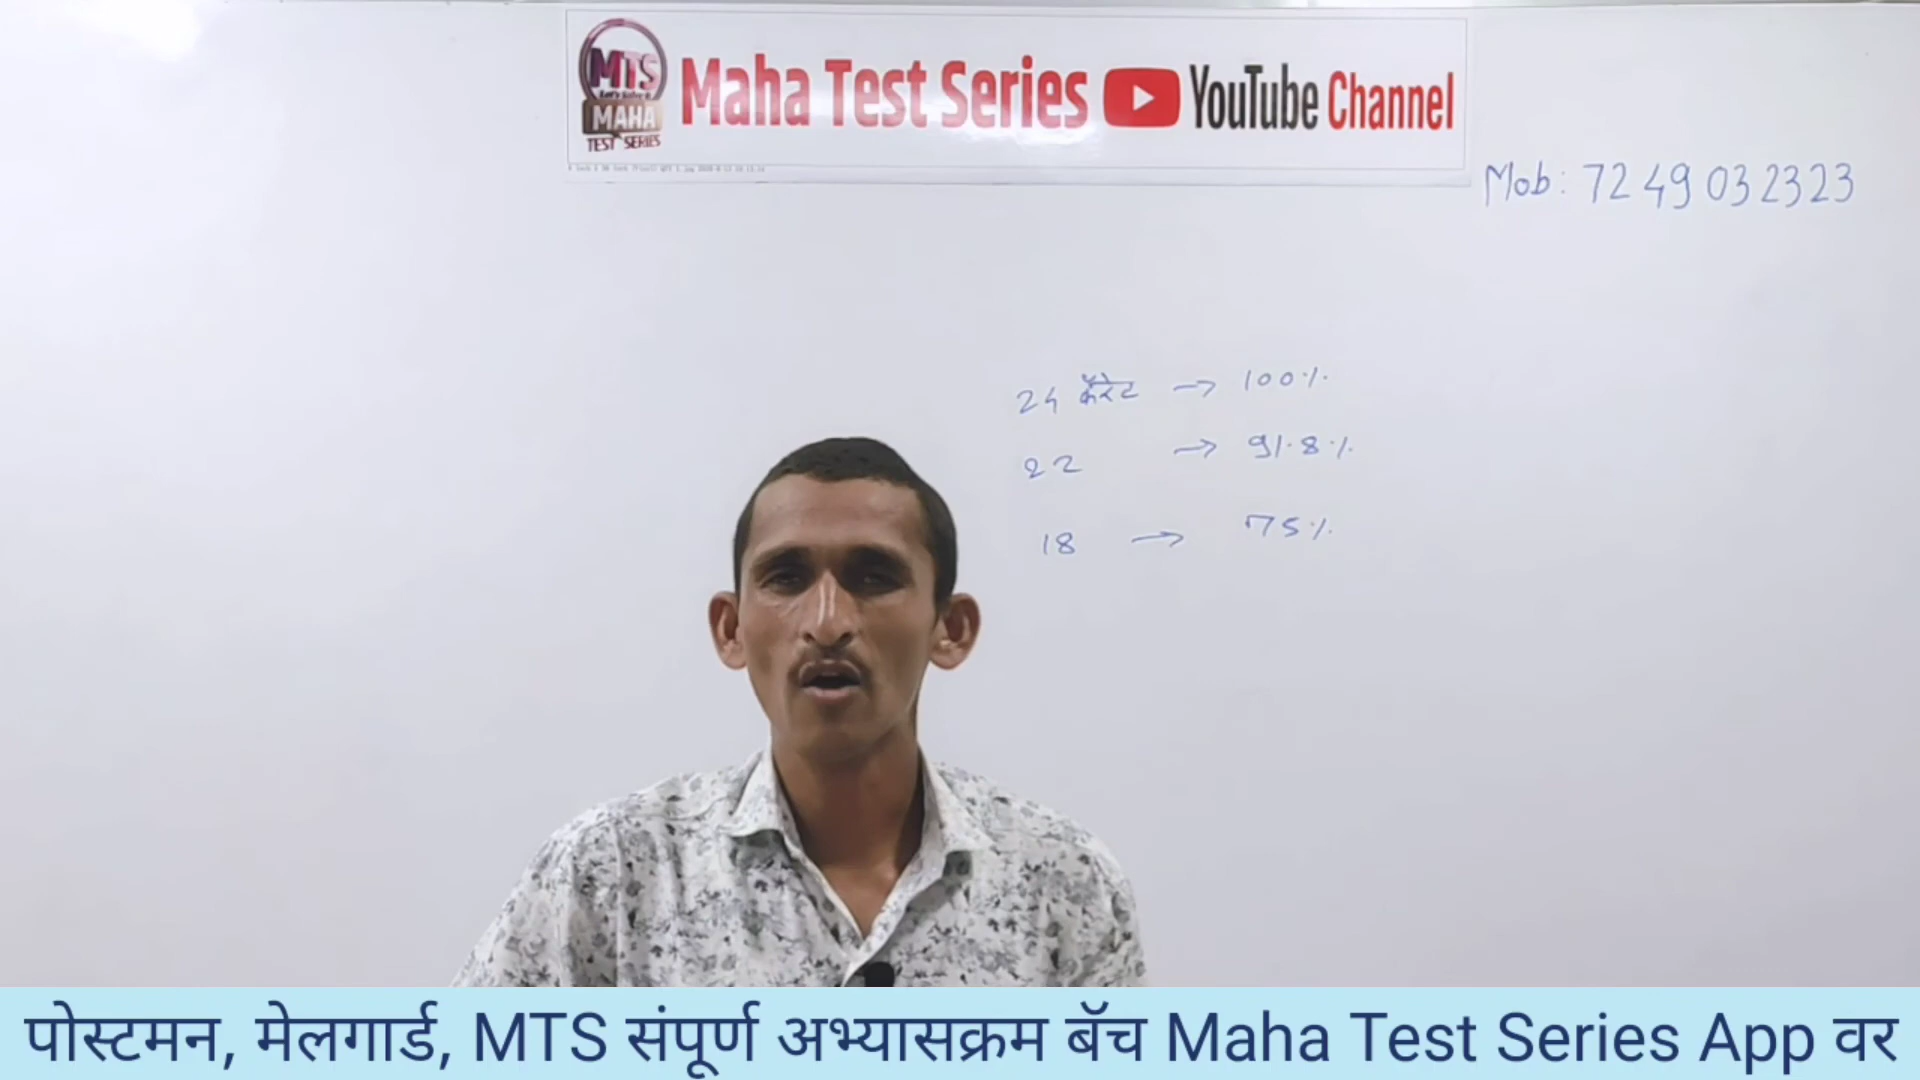 MTS
MAHA
TEST SERIES
Maha Test Series YouTube Channel
Mob: 7249032323
24 कॅरेट → 100%
22 → 91.8%
18 → 75%
पोस्टमन, मेलगार्ड, MTS संपूर्ण अभ्यासक्रम बॅच Maha Test Series App वर